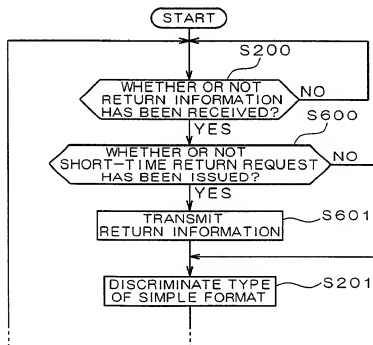 START
S200
WHETHER OR NOT
RETURN INFORMATION
HAS BEEN RECEIVED?
NO
YES
S600
WHETHER OR NOT
SHORT-TIME RETURN REQUEST
HAS BEEN ISSUED?
NO
YES
TRANSMIT
RETURN INFORMATION
S601
DISCRIMINATE TYPE
OF SIMPLE FORMAT
S201